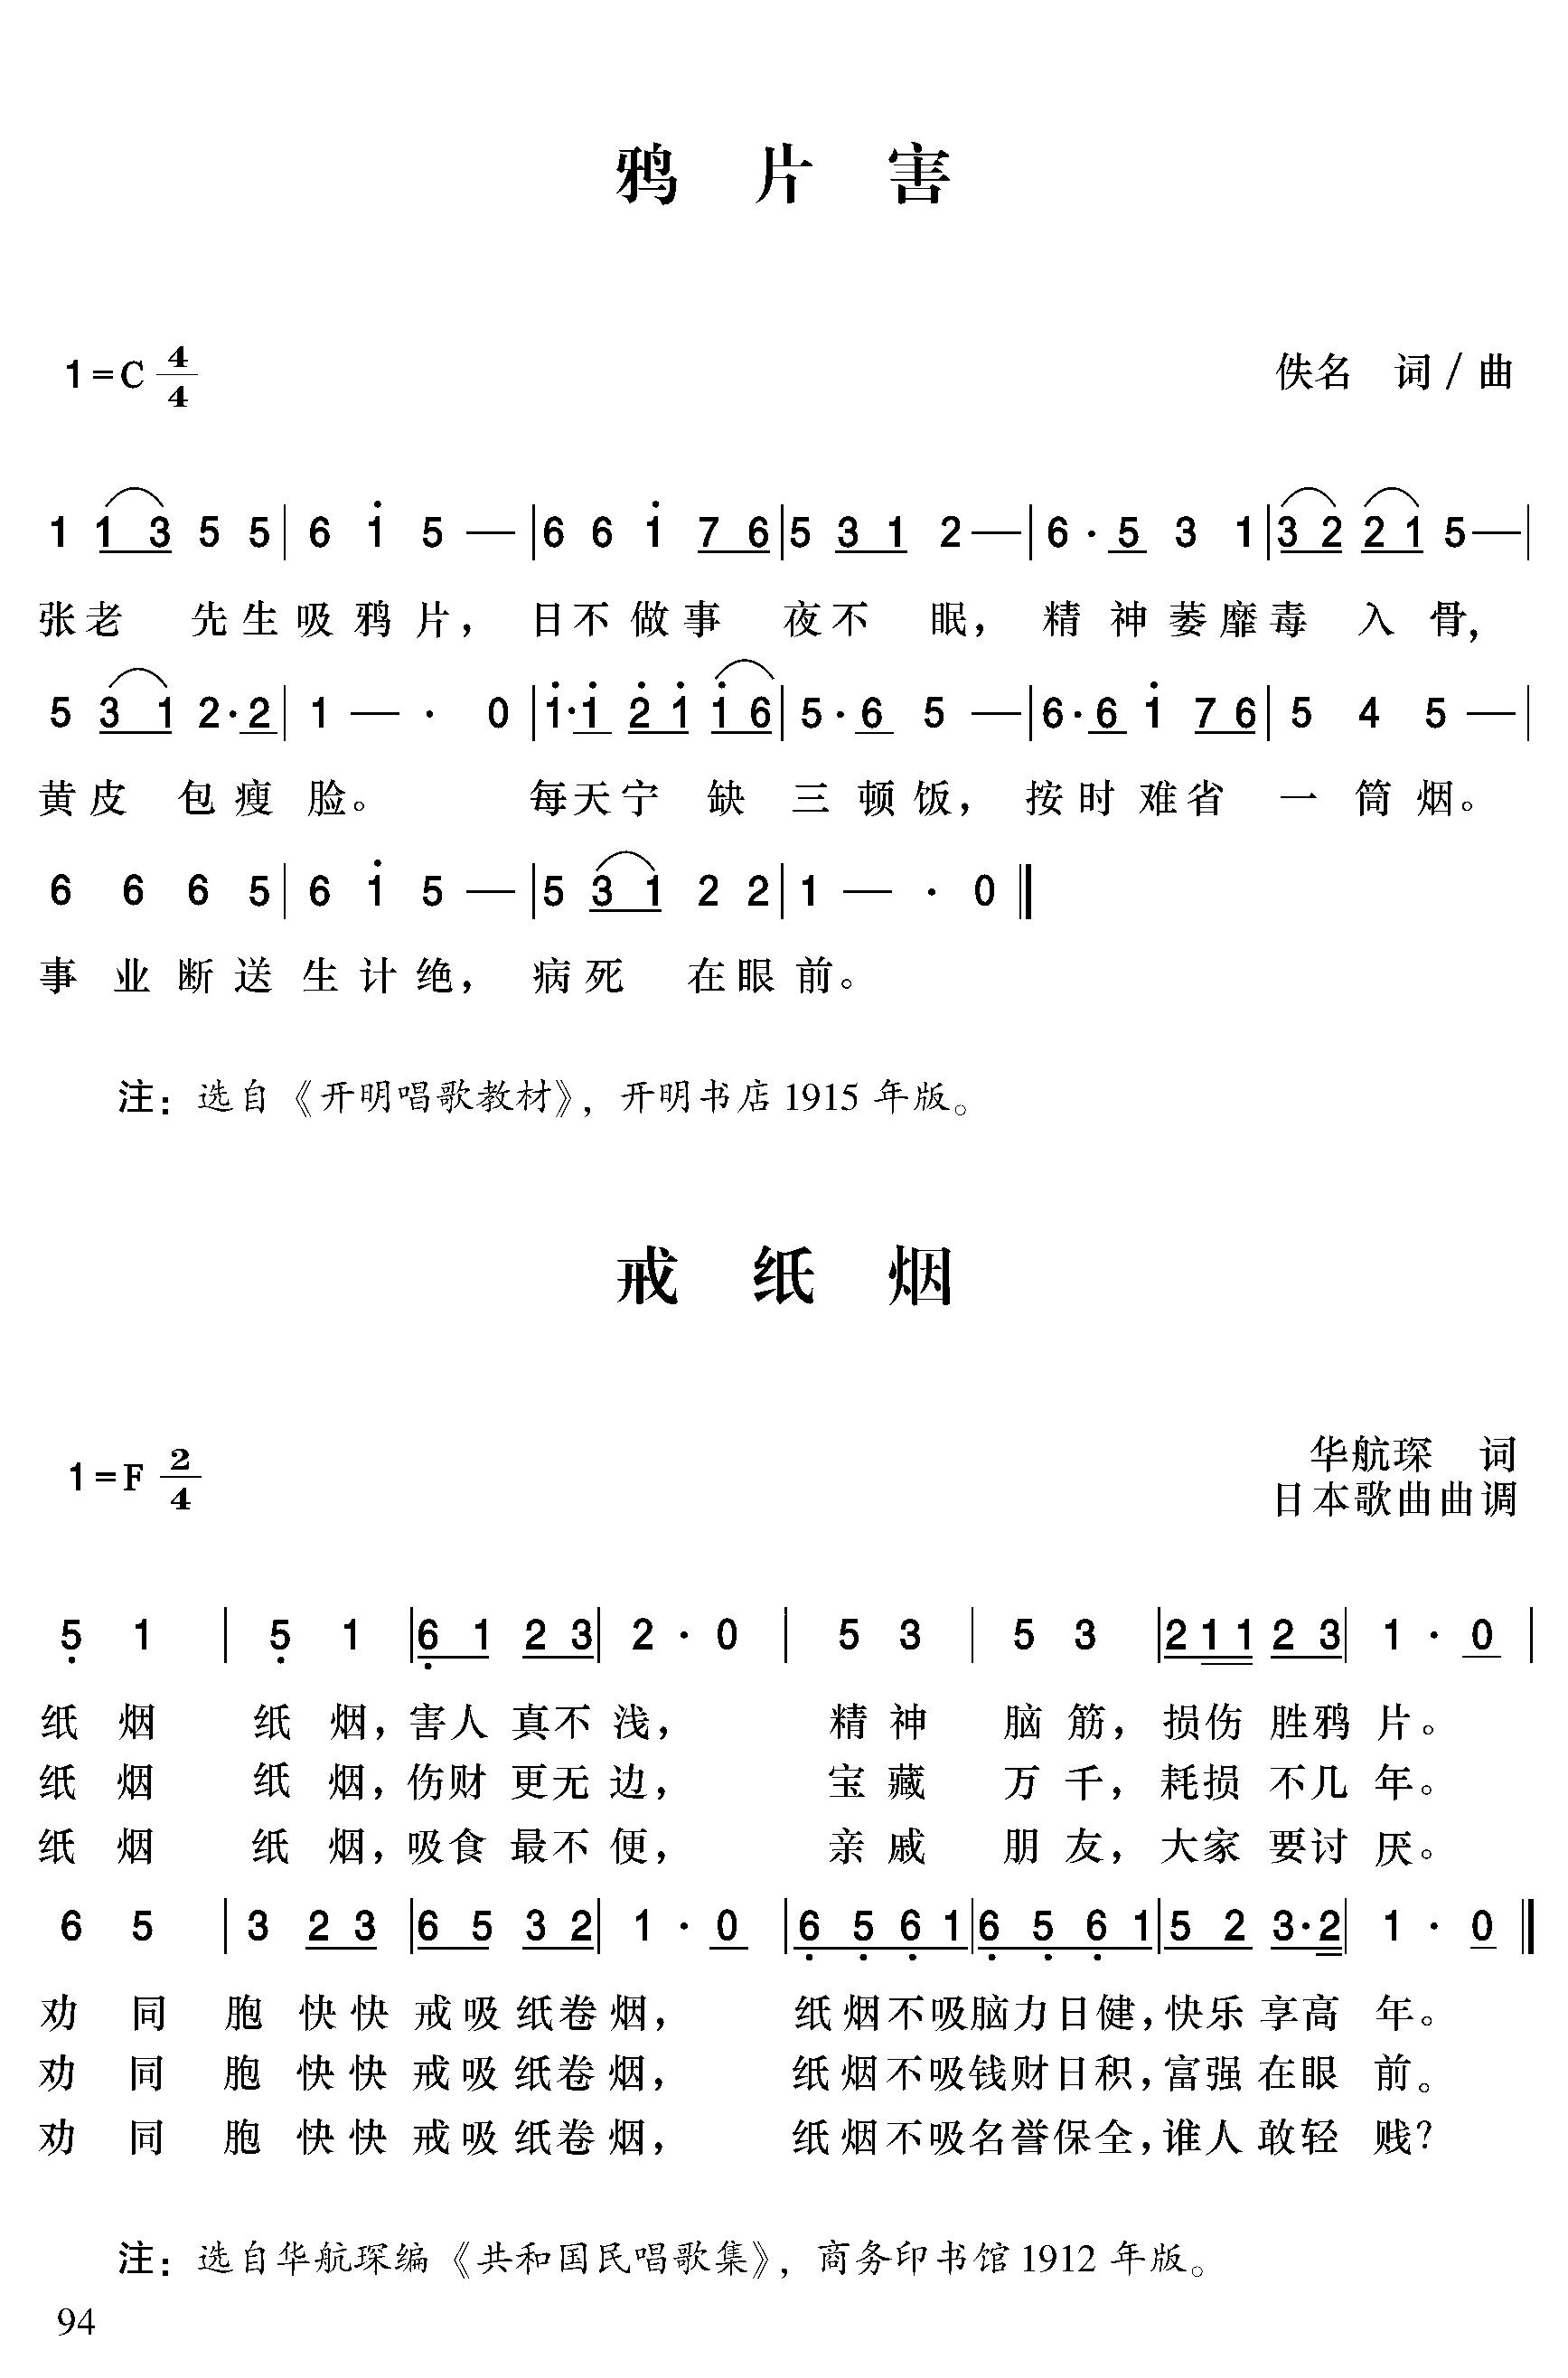 鸦 片 害
1=C 4/4
佚名 词 / 曲
1 1 3 5 5 | 6 i 5 — | 6 6 i 7 6 | 5 3 1 2 — | 6 · 5 3 1 | 3 2 2 1 5 — |
张老 先生吸鸦片， 日不做事 夜不 眠， 精神萎靡毒 入骨，
5 3 1 2 · 2 | 1 — · 0 | i · i 2̇ i i 6 | 5 · 6 5 — | 6 · 6 i 7 6 | 5 4 5 — |
黄皮 包瘦 脸。 每天宁 缺 三顿饭， 按时难省 一筒烟。
6 6 6 5 | 6 i 5 — | 5 3 1 2 2 | 1 — · 0 ‖
事业断送 生计绝， 病死 在眼前。
注：选自《开明唱歌教材》，开明书店1915 年版。
戒 纸 烟
1=F 2/4
华航琛 词
日本歌曲曲调
5̣ 1 | 5̣ 1 | 6̣ 1 2 3 | 2 · 0 | 5 3 | 5 3 | 2 1 1 2 3 | 1 · 0 |
纸烟 纸烟，害人真不浅， 精神 脑筋，损伤胜鸦片。
纸烟 纸烟，伤财更无边， 宝藏 万千，耗损不几年。
纸烟 纸烟，吸食最不便， 亲戚 朋友，大家要讨厌。
6 5 | 3 2 3 | 6 5 3 2 | 1 · 0 | 6̣ 5̣ 6̣ 1 | 6̣ 5̣ 6̣ 1 | 5 2 3 · 2 | 1 · 0 ‖
劝同 胞快快 戒吸纸卷烟， 纸烟不吸脑力日健，快乐享高年。
劝同 胞快快 戒吸纸卷烟， 纸烟不吸钱财日积，富强在眼前。
劝同 胞快快 戒吸纸卷烟， 纸烟不吸名誉保全，谁人敢轻贱？
注：选自华航琛编《共和国民唱歌集》，商务印书馆1912 年版。
94